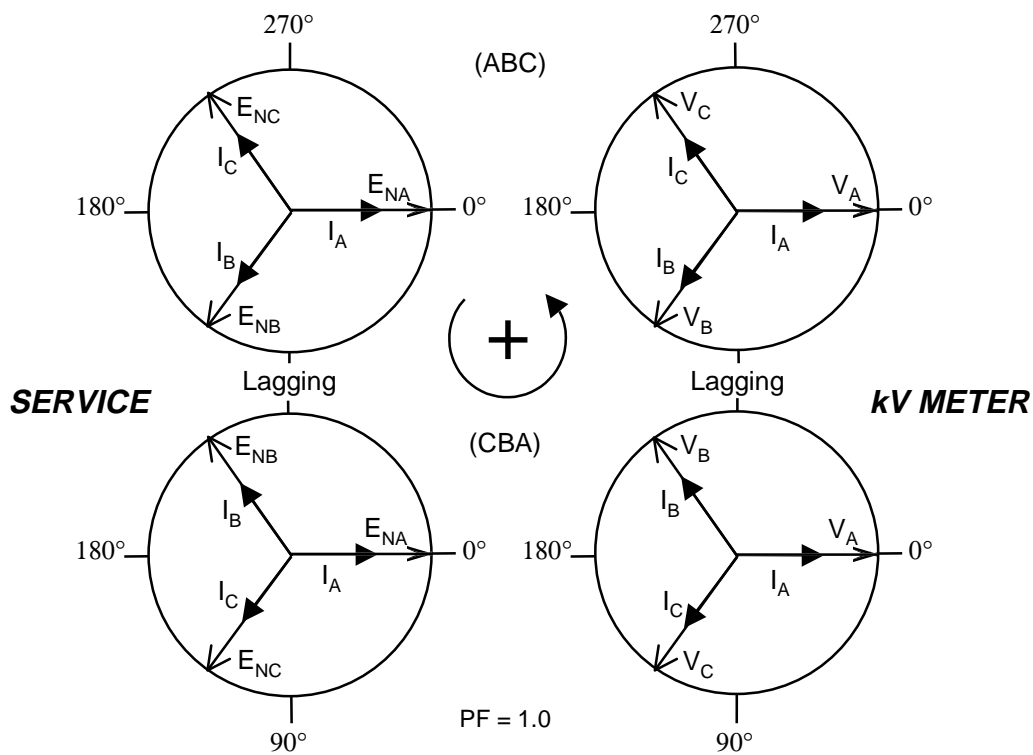 270° 270°
(ABC)
E_NC V_C
I_C I_C
E_NA V_A
180° 0° 180° 0°
I_A I_A
I_B I_B
E_NB V_B
+
Lagging Lagging
SERVICE kV METER
(CBA)
E_NB V_B
I_B I_B
E_NA V_A
180° 0° 180° 0°
I_A I_A
I_C I_C
E_NC V_C
PF = 1.0
90° 90°